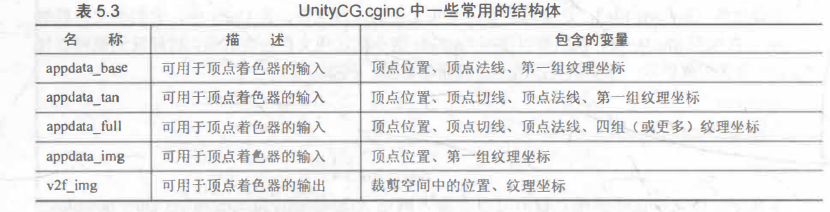 表 5.3 UnityCG.cginc 中一些常用的结构体
名 称 描 述 包含的变量
appdata_base 可用于顶点着色器的输入 顶点位置、顶点法线、第一组纹理坐标
appdata_tan 可用于顶点着色器的输入 顶点位置、顶点切线、顶点法线、第一组纹理坐标
appdata_full 可用于顶点着色器的输入 顶点位置、顶点切线、顶点法线、四组（或更多）纹理坐标
appdata_img 可用于顶点着色器的输入 顶点位置、第一组纹理坐标
v2f_img 可用于顶点着色器的输出 裁剪空间中的位置、纹理坐标